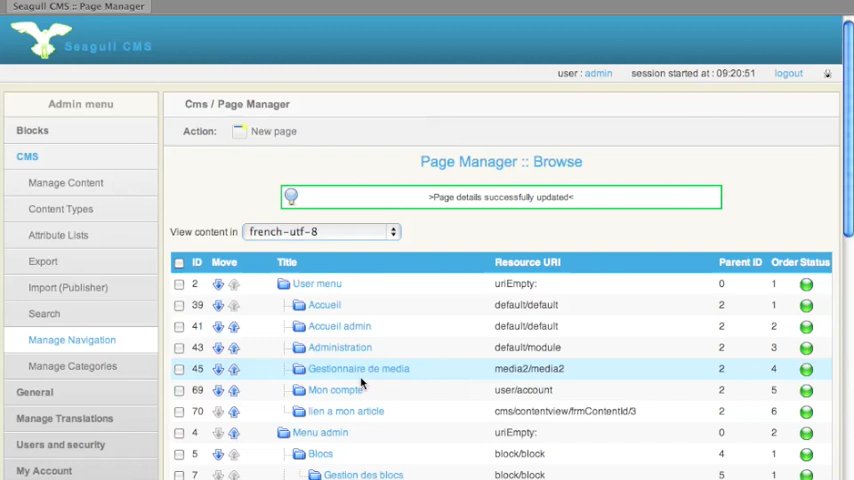 Seagull CMS :: Page Manager
Seagull CMS
user : admin session started at : 09:20:51 logout
Admin menu
Blocks
CMS
Manage Content
Content Types
Attribute Lists
Export
Import (Publisher)
Search
Manage Navigation
Manage Categories
General
Manage Translations
Users and security
My Account
Cms / Page Manager
Action: New page
Page Manager :: Browse
>Page details successfully updated<
View content in french-utf-8
ID Move Title Resource URI Parent ID Order Status
2 User menu uriEmpty: 0 1
39 Accueil default/default 2 1
41 Accueil admin default/default 2 2
43 Administration default/module 2 3
45 Gestionnaire de media media2/media2 2 4
69 Mon compte user/account 2 5
70 lien a mon article cms/contentview/frmContentId/3 2 6
4 Menu admin uriEmpty: 0 2
5 Blocs block/block 4 1
7 Gestion des blocs block/block 5 1